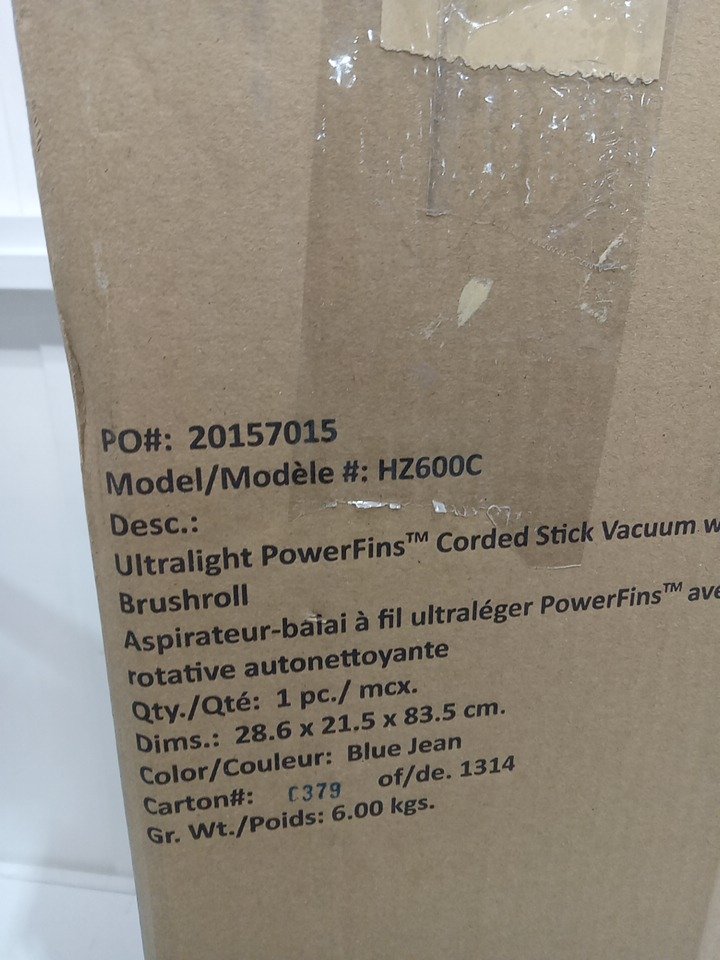 PO#: 20157015
Model/Modèle #: HZ600C
Desc.:
Ultralight PowerFins™ Corded Stick Vacuum w
Brushroll
Aspirateur-balai à fil ultraléger PowerFins™ ave
rotative autonettoyante
Qty./Qté: 1 pc./ mcx.
Dims.: 28.6 x 21.5 x 83.5 cm.
Color/Couleur: Blue Jean
Carton#: 0379 of/de. 1314
Gr. Wt./Poids: 6.00 kgs.